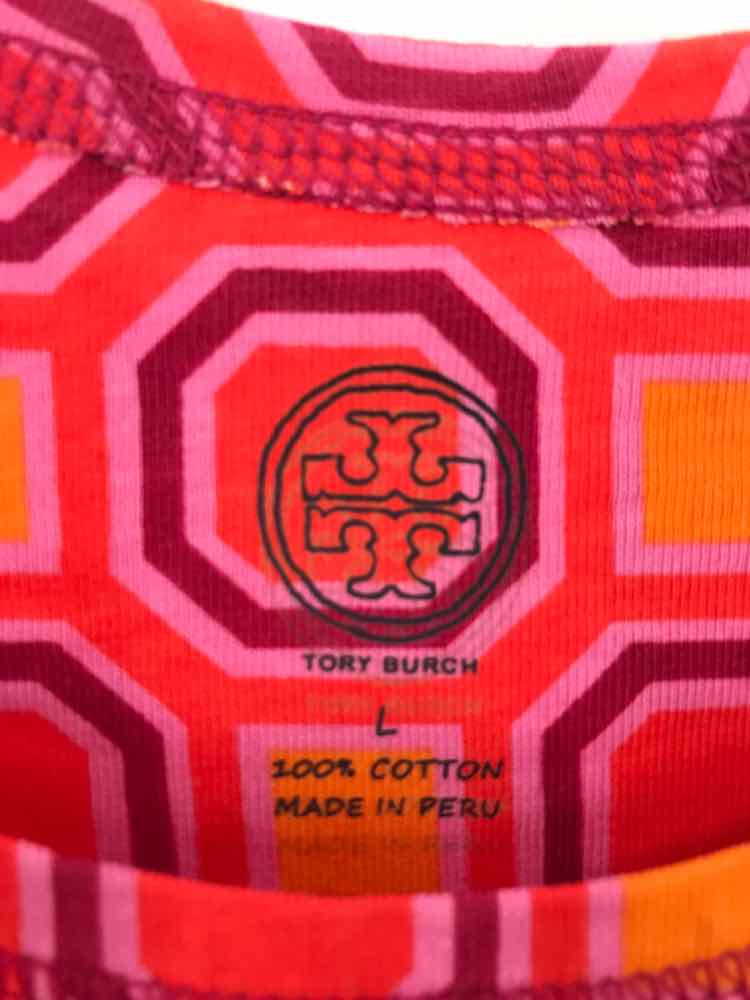 TORY BURCH
L
100% COTTON
MADE IN PERU